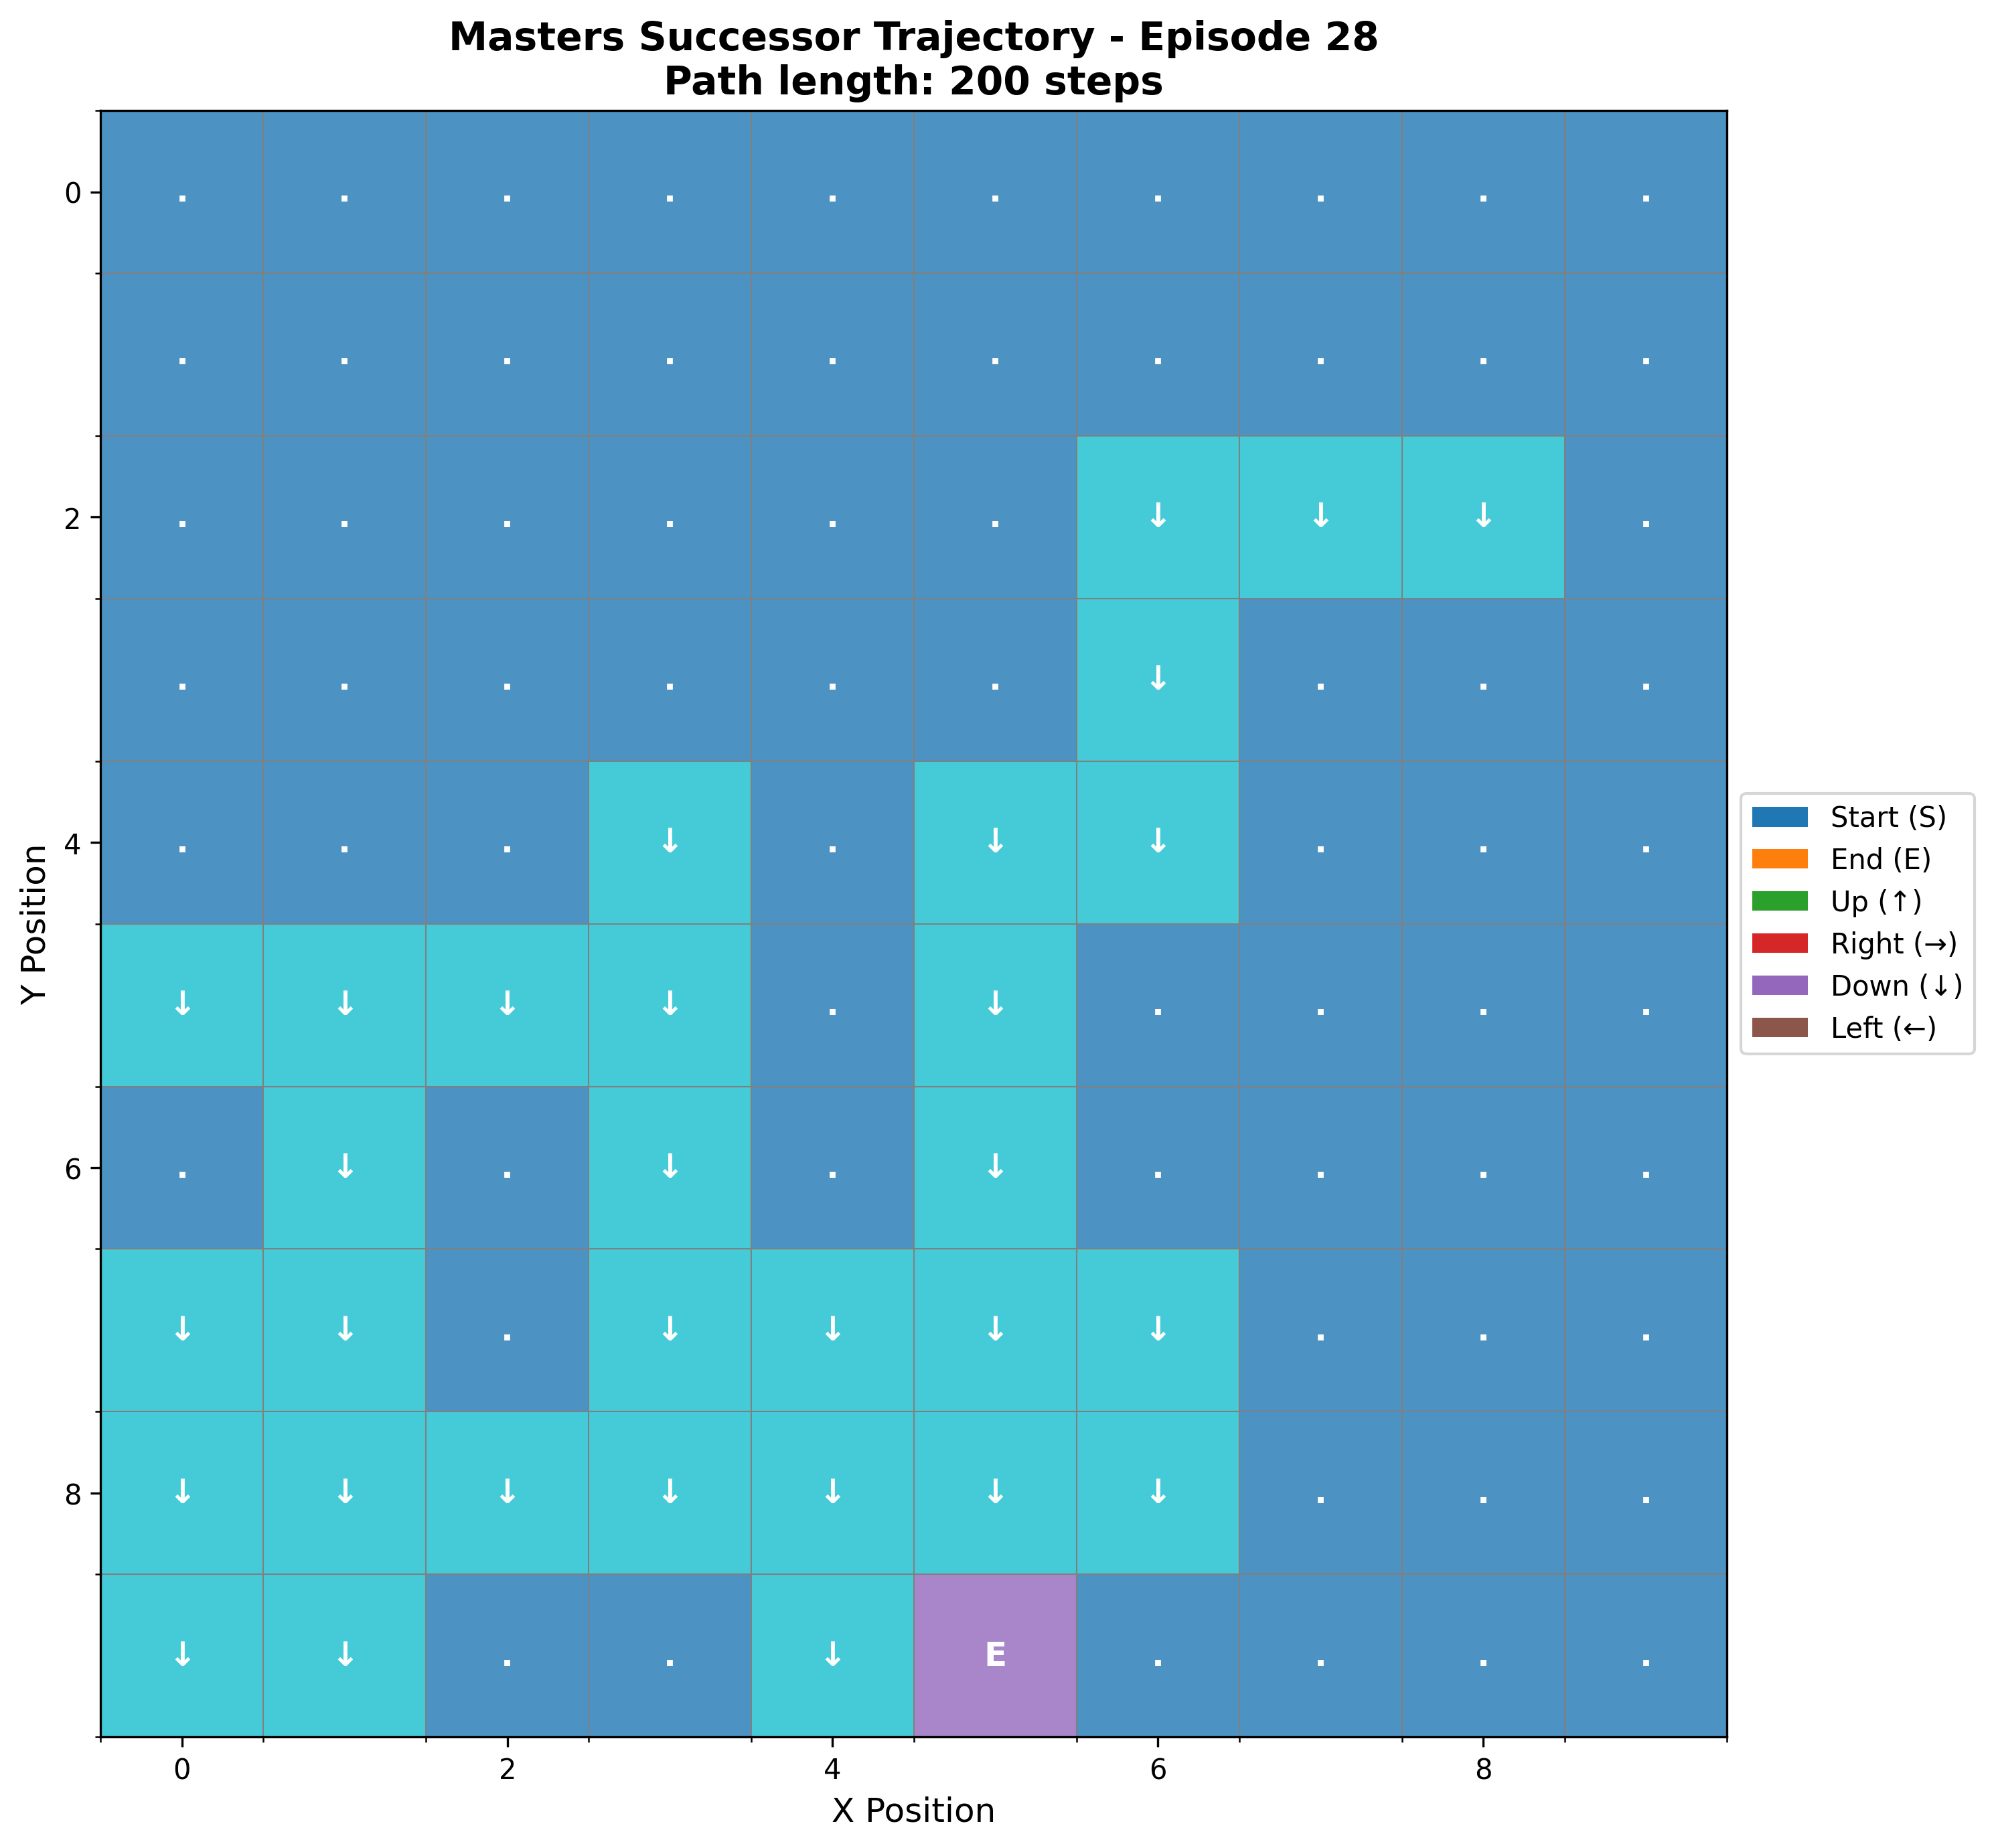 Masters Successor Trajectory - Episode 28
Path length: 200 steps
0 . . . . . . . . . .
. . . . . . . . . .
2 . . . . . . ↓ ↓ ↓ .
. . . . . . ↓ . . .
4 . . . ↓ . ↓ ↓ . . .
↓ ↓ ↓ ↓ . ↓ . . . .
6 . ↓ . ↓ . ↓ . . . .
↓ ↓ . ↓ ↓ ↓ ↓ . . .
8 ↓ ↓ ↓ ↓ ↓ ↓ ↓ . . .
↓ ↓ . . ↓ E . . . .
0 2 4 6 8
X Position
Y Position
Start (S)
End (E)
Up (↑)
Right (→)
Down (↓)
Left (←)